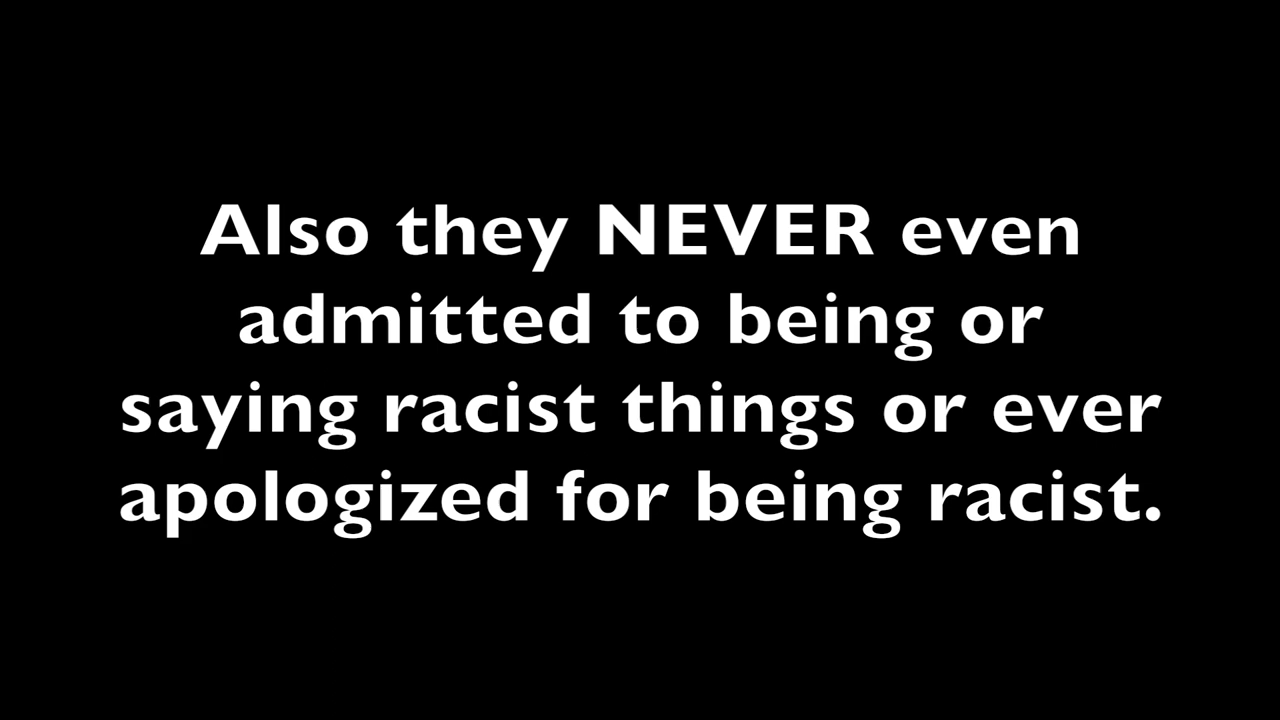 Also they NEVER even
admitted to being or
saying racist things or ever
apologized for being racist.